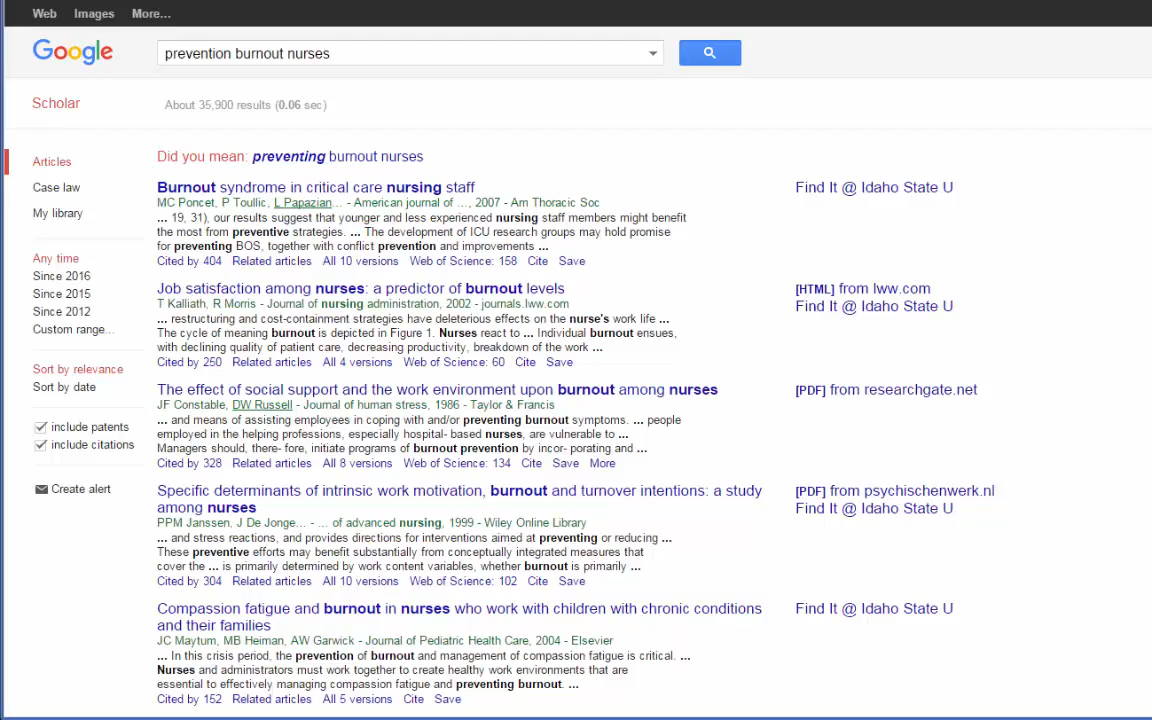 Web Images More...
Google
prevention burnout nurses
Scholar
About 35,900 results (0.06 sec)
Articles
Case law
My library
Any time
Since 2016
Since 2015
Since 2012
Custom range...
Sort by relevance
Sort by date
include patents
include citations
Create alert
Did you mean: preventing burnout nurses
Burnout syndrome in critical care nursing staff
MC Poncet, P Toullic, L Papazian... - American journal of ..., 2007 - Am Thoracic Soc
... 19, 31), our results suggest that younger and less experienced nursing staff members might benefit
the most from preventive strategies. ... The development of ICU research groups may hold promise
for preventing BOS, together with conflict prevention and improvements ...
Cited by 404 Related articles All 10 versions Web of Science: 158 Cite Save
Find It @ Idaho State U
Job satisfaction among nurses: a predictor of burnout levels
T Kalliath, R Morris - Journal of nursing administration, 2002 - journals.lww.com
... restructuring and cost-containment strategies have deleterious effects on the nurse's work life ...
The cycle of meaning burnout is depicted in Figure 1. Nurses react to ... Individual burnout ensues,
with declining quality of patient care, decreasing productivity, breakdown of the work ...
Cited by 250 Related articles All 4 versions Web of Science: 60 Cite Save
[HTML] from lww.com
Find It @ Idaho State U
The effect of social support and the work environment upon burnout among nurses
JF Constable, DW Russell - Journal of human stress, 1986 - Taylor & Francis
... and means of assisting employees in coping with and/or preventing burnout symptoms. ... people
employed in the helping professions, especially hospital- based nurses, are vulnerable to ...
Managers should, there- fore, initiate programs of burnout prevention by incor- porating and ...
Cited by 328 Related articles All 8 versions Web of Science: 134 Cite Save More
[PDF] from researchgate.net
Specific determinants of intrinsic work motivation, burnout and turnover intentions: a study
among nurses
PPM Janssen, J De Jonge... - ... of advanced nursing, 1999 - Wiley Online Library
... and stress reactions, and provides directions for interventions aimed at preventing or reducing ...
These preventive efforts may benefit substantially from conceptually integrated measures that
cover the ... is primarily determined by work content variables, whether burnout is primarily ...
Cited by 304 Related articles All 10 versions Web of Science: 102 Cite Save
[PDF] from psychischenwerk.nl
Find It @ Idaho State U
Compassion fatigue and burnout in nurses who work with children with chronic conditions
and their families
JC Maytum, MB Heiman, AW Garwick - Journal of Pediatric Health Care, 2004 - Elsevier
... In this crisis period, the prevention of burnout and management of compassion fatigue is critical. ...
Nurses and administrators must work together to create healthy work environments that are
essential to effectively managing compassion fatigue and preventing burnout. ...
Cited by 152 Related articles All 5 versions Cite Save
Find It @ Idaho State U